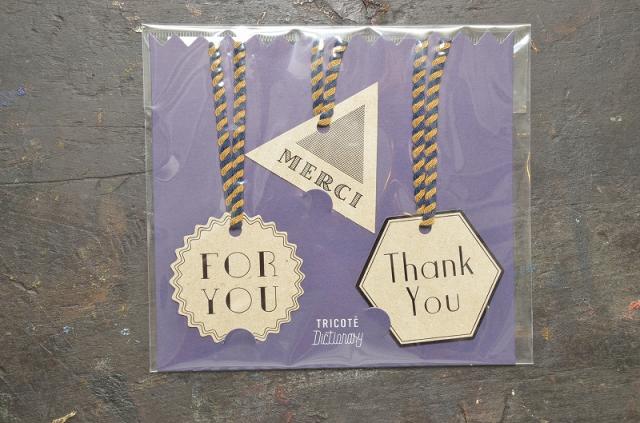 MERCI
FOR
YOU
Thank
You
TRICOTÉ
Dictionary